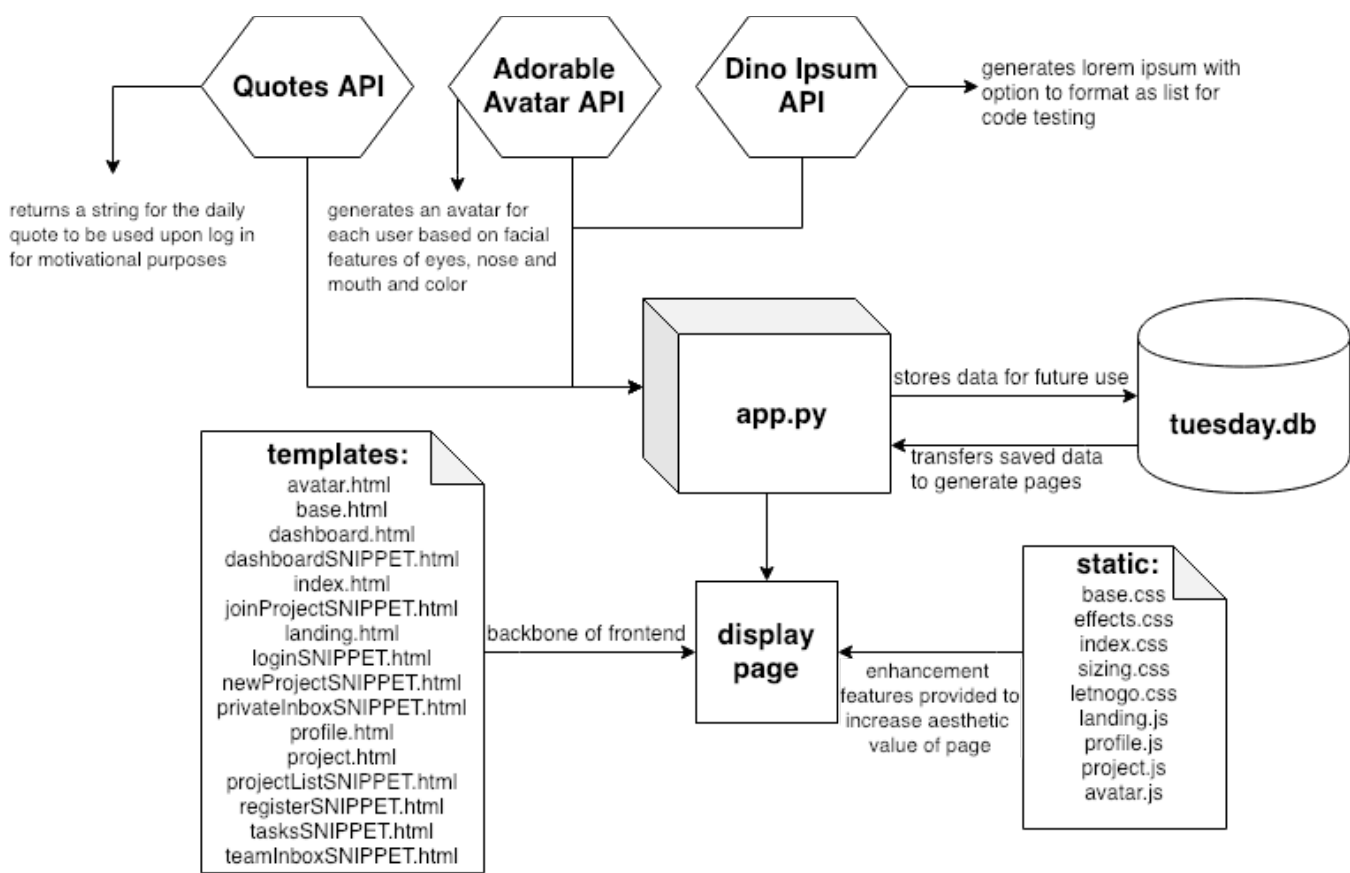 Quotes API
Adorable
Avatar API
Dino Ipsum
API
generates lorem ipsum with
option to format as list for
code testing
returns a string for the daily
quote to be used upon log in
for motivational purposes
generates an avatar for
each user based on facial
features of eyes, nose and
mouth and color
app.py
stores data for future use
transfers saved data
to generate pages
tuesday.db
templates:
avatar.html
base.html
dashboard.html
dashboardSNIPPET.html
index.html
joinProjectSNIPPET.html
landing.html
loginSNIPPET.html
newProjectSNIPPET.html
privateInboxSNIPPET.html
profile.html
project.html
projectListSNIPPET.html
registerSNIPPET.html
tasksSNIPPET.html
teamInboxSNIPPET.html
backbone of frontend
display
page
enhancement
features provided to
increase aesthetic
value of page
static:
base.css
effects.css
index.css
sizing.css
letnogo.css
landing.js
profile.js
project.js
avatar.js